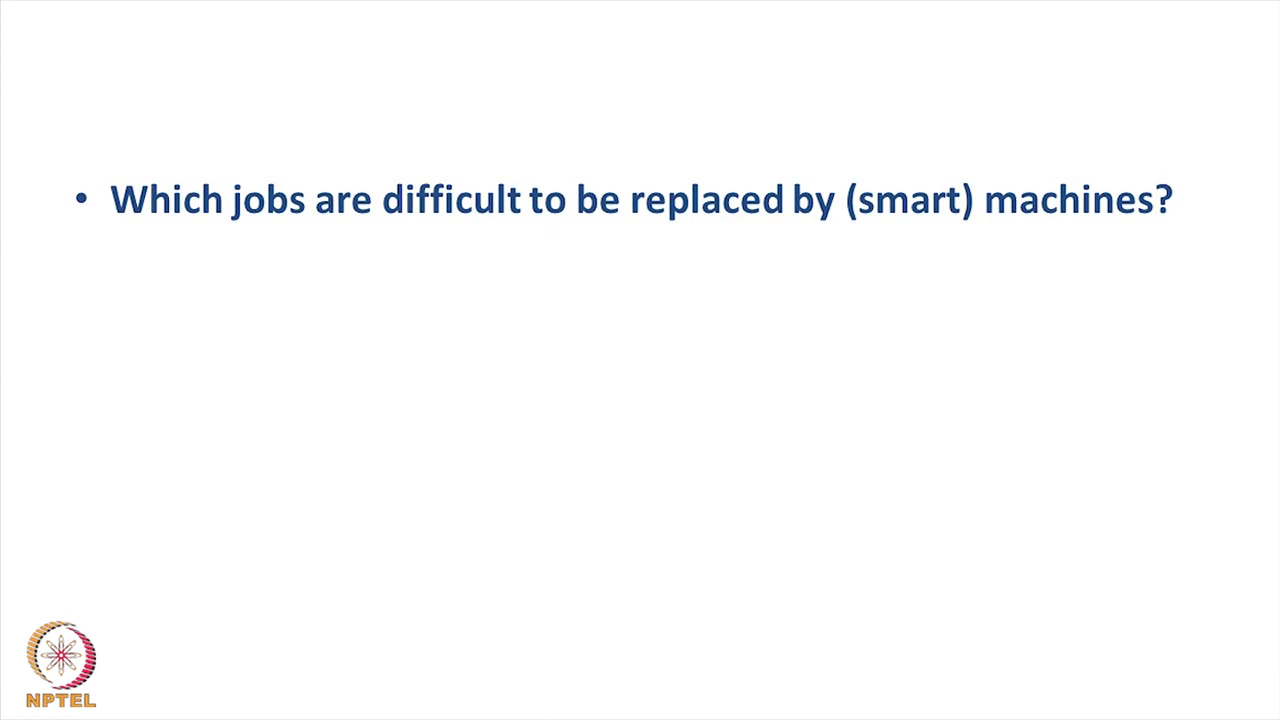 • Which jobs are difficult to be replaced by (smart) machines?
NPTEL